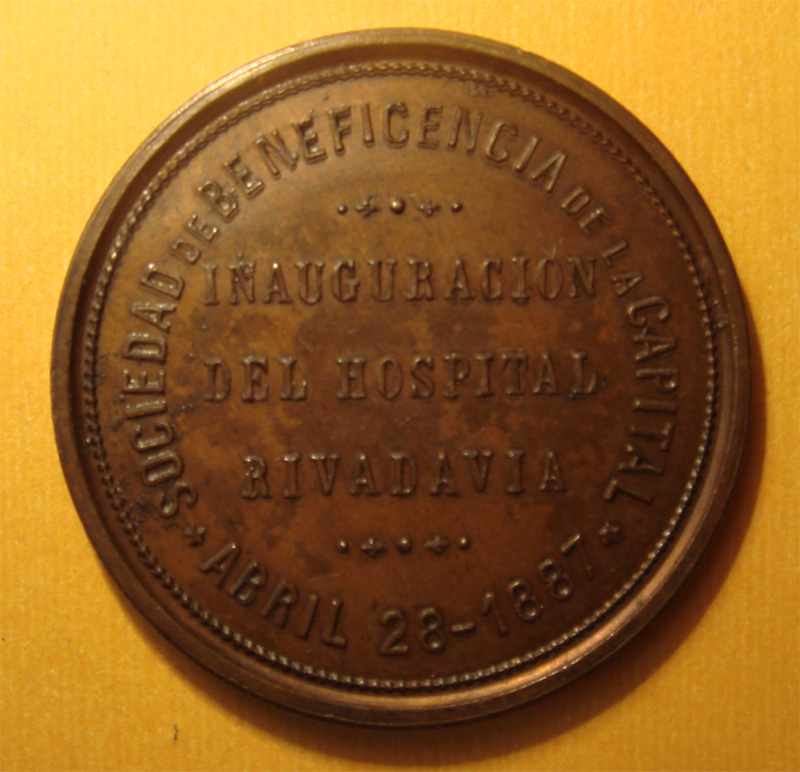 SOCIEDAD DE BENEFICENCIA DE LA CAPITAL
INAUGURACION
DEL HOSPITAL
RIVADAVIA
* ABRIL 28-1887 *